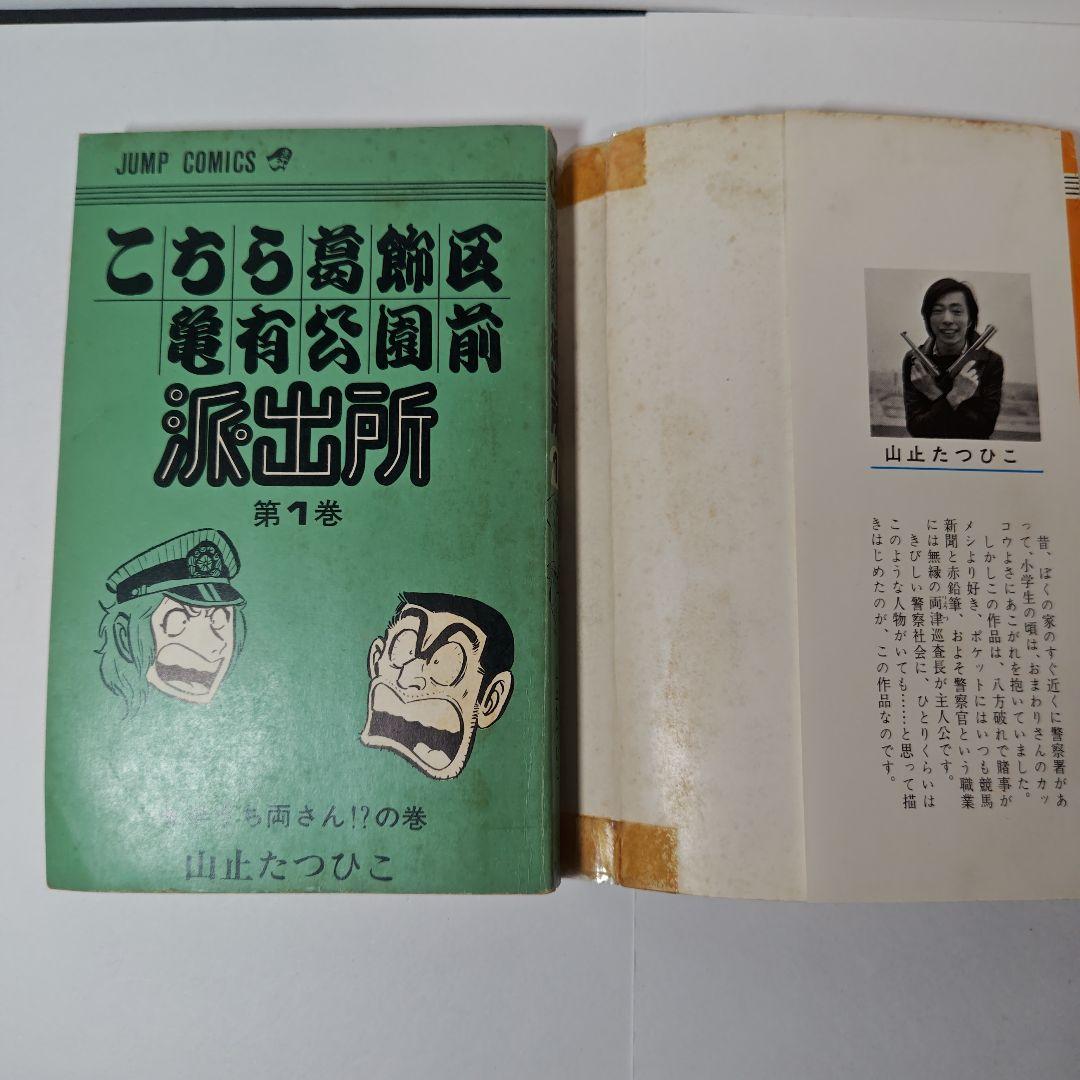 JUMP COMICS
こちら葛飾区
亀有公園前
派出所
第1巻
ち両さん!?の巻
山止たつひこ
山止たつひこ
昔、ぼくの家のすぐ近くに警察署があ
って、小学生の頃は、おまわりさんのカッ
コウよさにあこがれを抱いていました。
しかしこの作品は、八方破れで賭事が
メシより好き、ポケットにはいつも競馬
新聞と赤鉛筆、およそ警察官という職業
には無縁の両津巡査長が主人公です。
きびしい警察社会に、ひとりくらいは
このような人物がいても……と思って描
きはじめたのが、この作品なのです。